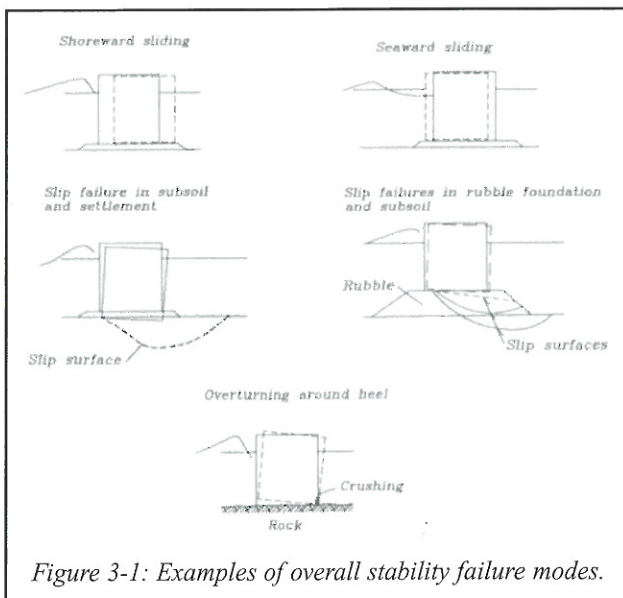 Shoreward sliding
Seaward sliding
Slip failure in subsoil
and settlement
Slip failures in rubble foundation
and subsoil
Rubble
Slip surface
Slip surfaces
Overturning around heel
Crushing
Rock
Figure 3-1: Examples of overall stability failure modes.